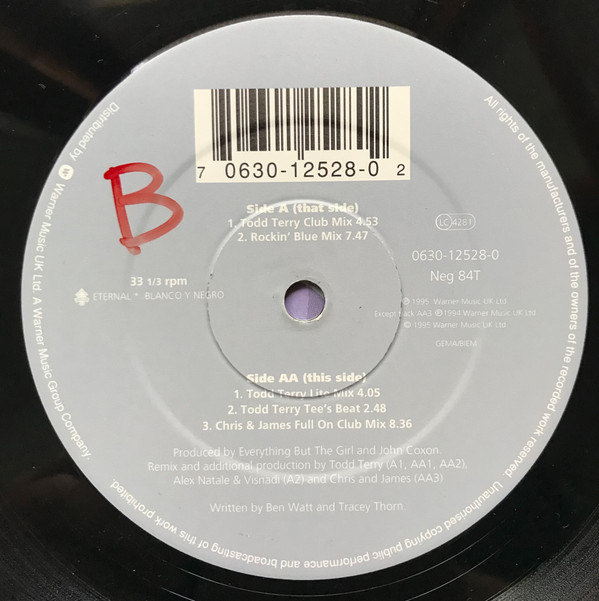 B
7 0630-12528-0 2
Side A (that side)
1. Todd Terry Club Mix 4.53
2. Rockin' Blue Mix 7.47
LC 4281
0630-12528-0
Neg 84T
33 1/3 rpm
ETERNAL * BLANCO Y NEGRO
℗ 1995 Warner Music UK Ltd
Except track AA3 ℗ 1994 Warner Music UK Ltd.
© 1995 Warner Music UK Ltd
GEMA/BIEM
Side AA (this side)
1. Todd Terry Lite Mix 4.05
2. Todd Terry Tee's Beat 2.48
3. Chris & James Full On Club Mix 8.36
Produced by Everything But The Girl and John Coxon
Remix and additional production by Todd Terry (A1, AA1, AA2),
Alex Natale & Visnadi (A2) and Chris and James (AA3)
Written by Ben Watt and Tracey Thorn.
All rights of the manufacturers and of the owners of the recorded work reserved. Unauthorised copying public performance and broadcasting of this work prohibited. Distributed by W Warner Music UK Ltd. A Warner Music Group Company